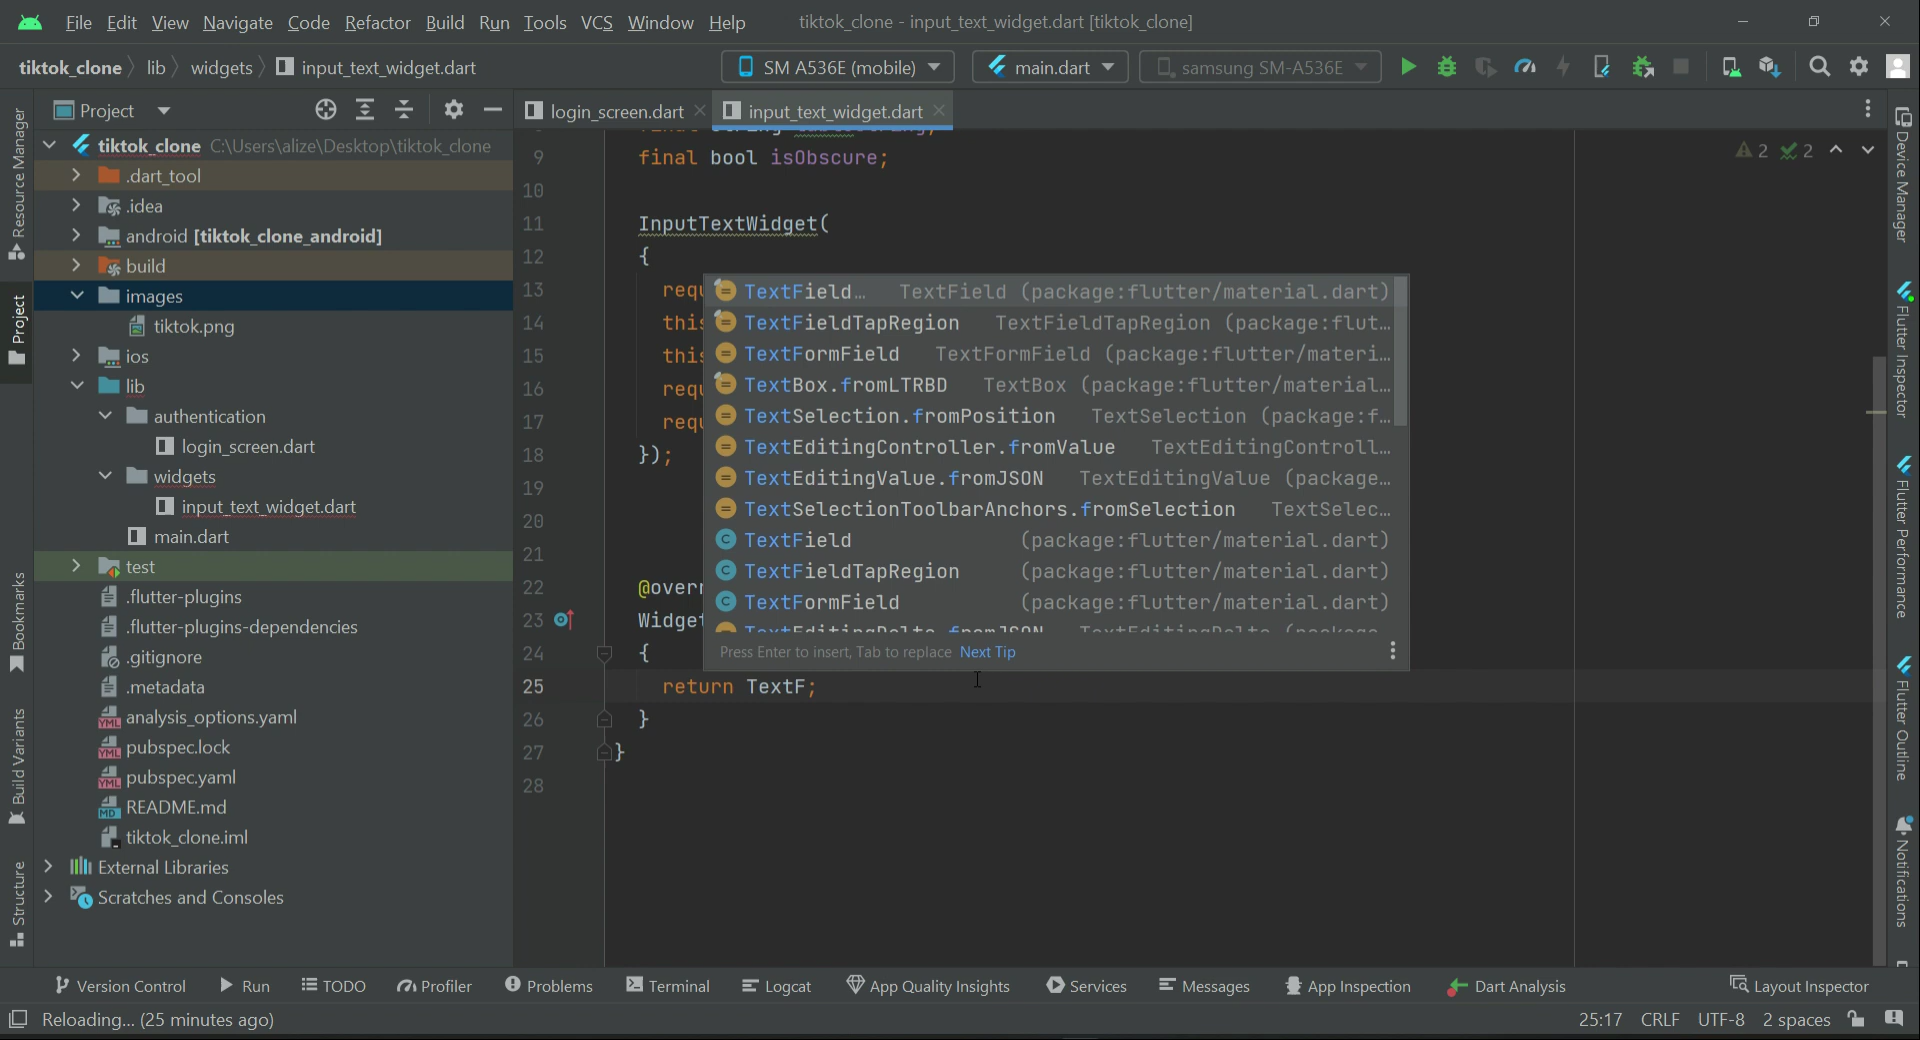 File Edit View Navigate Code Refactor Build Run Tools VCS Window Help tiktok_clone - input_text_widget.dart [tiktok_clone]
tiktok_clone lib widgets input_text_widget.dart SM A536E (mobile) main.dart samsung SM-A536E
Project
login_screen.dart input_text_widget.dart
tiktok_clone C:\Users\alize\Desktop\tiktok_clone
.dart_tool
.idea
android [tiktok_clone_android]
build
images
tiktok.png
ios
lib
authentication
login_screen.dart
widgets
input_text_widget.dart
main.dart
test
.flutter-plugins
.flutter-plugins-dependencies
.gitignore
.metadata
analysis_options.yaml
pubspec.lock
pubspec.yaml
README.md
tiktok_clone.iml
External Libraries
Scratches and Consoles
Resource Manager
Project
Bookmarks
Build Variants
Structure
9 final bool isObscure;
10
11 InputTextWidget(
12 {
13 requ
14 this
15 this
16 requ
17 requ
18 });
19
20
21
22 @overr
23 Widget
24 {
25 return TextF;
26 }
27 }
28
2 2
TextField… TextField (package:flutter/material.dart)
TextFieldTapRegion TextFieldTapRegion (package:flut…
TextFormField TextFormField (package:flutter/materi…
TextBox.fromLTRBD TextBox (package:flutter/material…
TextSelection.fromPosition TextSelection (package:f…
TextEditingController.fromValue TextEditingControll…
TextEditingValue.fromJSON TextEditingValue (package…
TextSelectionToolbarAnchors.fromSelection TextSelec…
TextField (package:flutter/material.dart)
TextFieldTapRegion (package:flutter/material.dart)
TextFormField (package:flutter/material.dart)
Press Enter to insert, Tab to replace Next Tip
Device Manager
Flutter Inspector
Flutter Performance
Flutter Outline
Notifications
Version Control Run TODO Profiler Problems Terminal Logcat App Quality Insights Services Messages App Inspection Dart Analysis Layout Inspector
Reloading... (25 minutes ago) 25:17 CRLF UTF-8 2 spaces